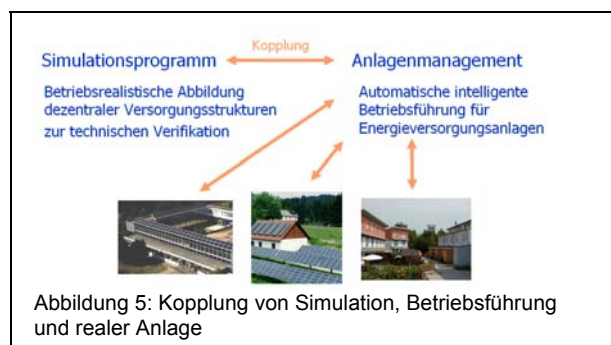 Kopplung
Simulationsprogramm
Betriebsrealistische Abbildung
dezentraler Versorgungsstrukturen
zur technischen Verifikation
Anlagenmanagement
Automatische intelligente
Betriebsführung für
Energieversorgungsanlagen
Abbildung 5: Kopplung von Simulation, Betriebsführung
und realer Anlage